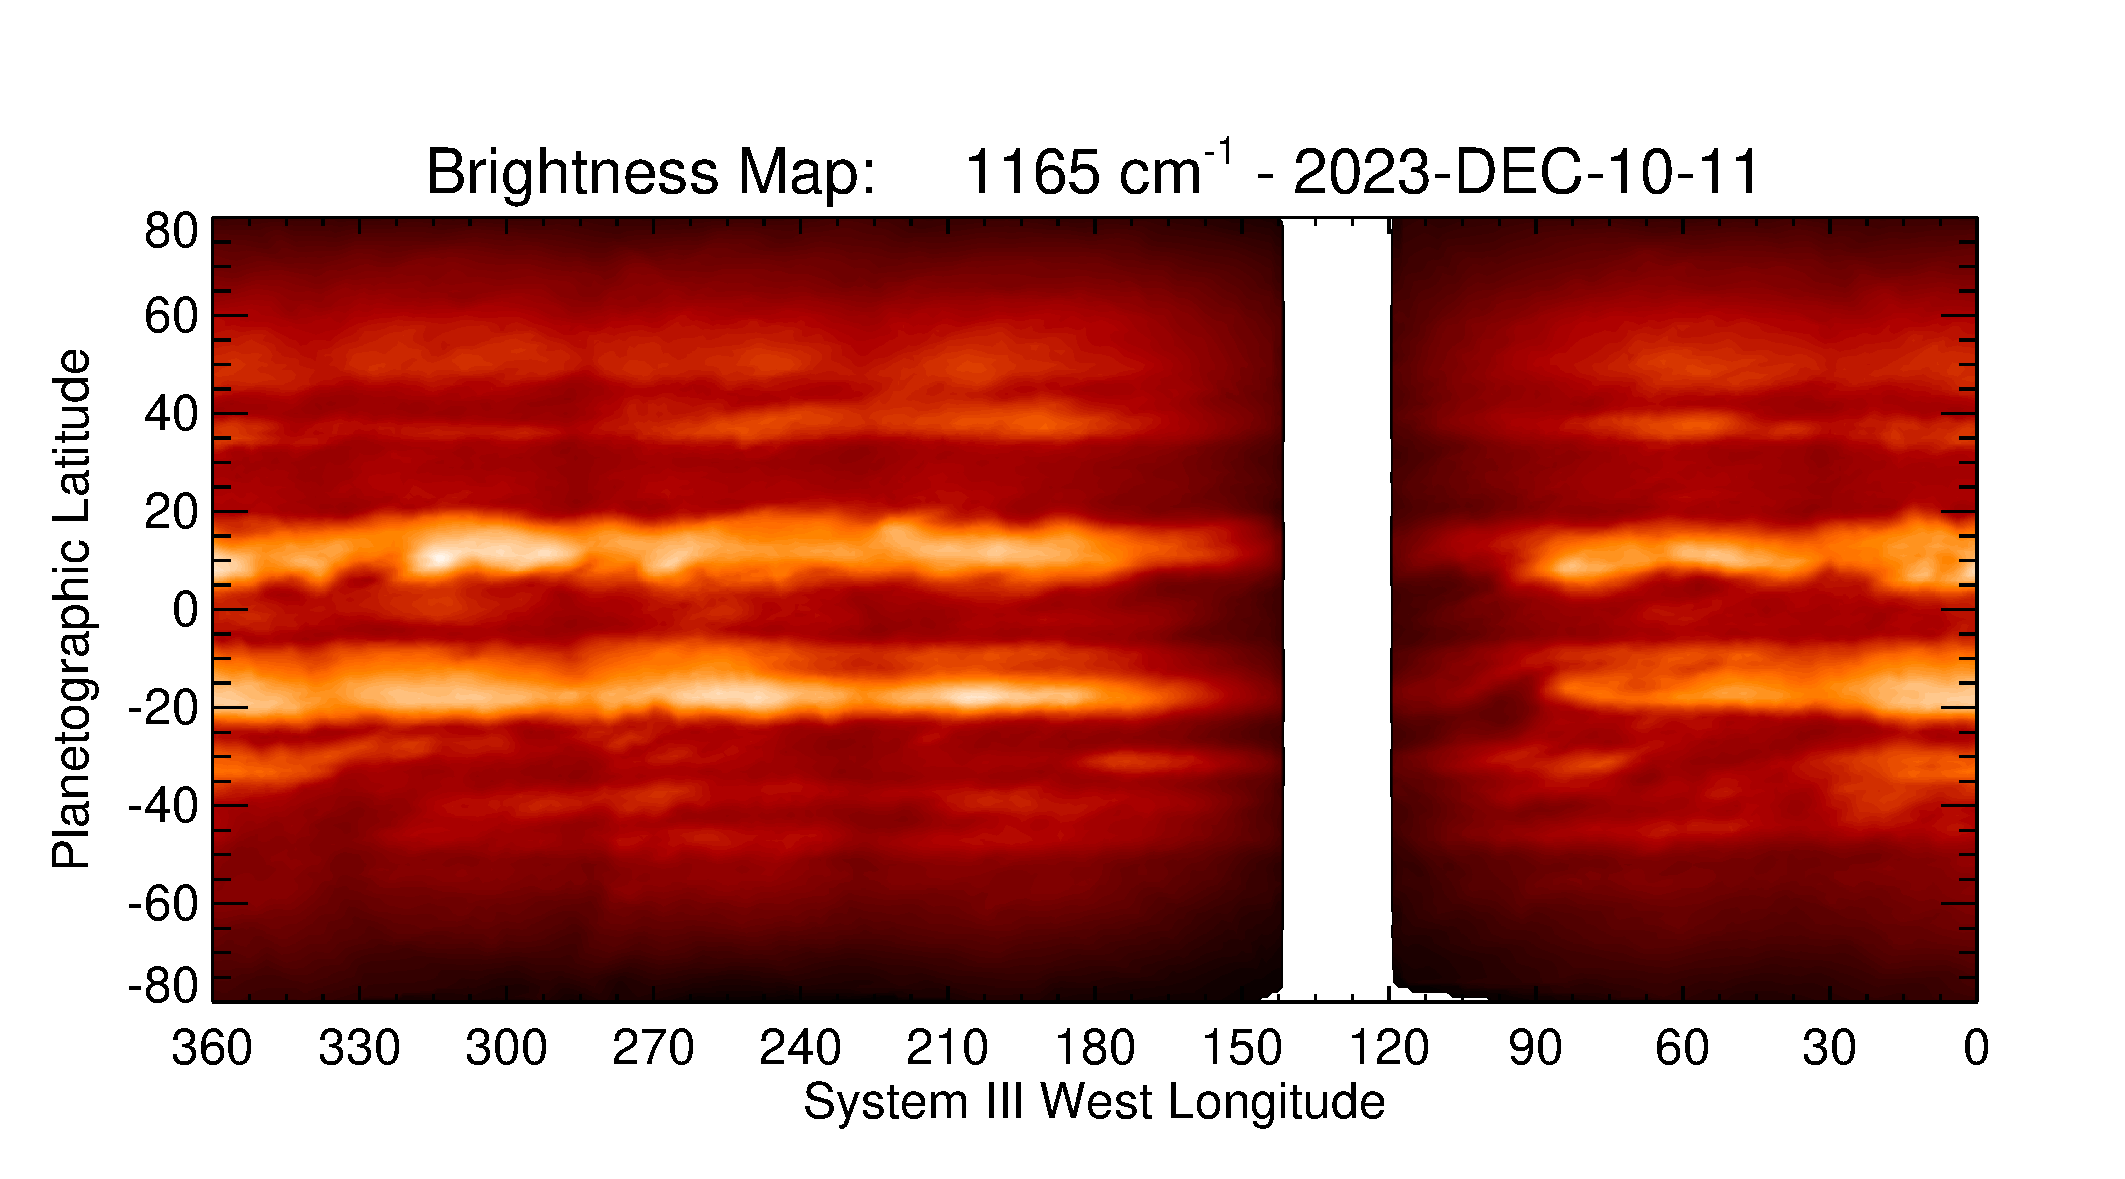 Brightness Map: 1165 cm-1 - 2023-DEC-10-11
80
60
40
20
0
-20
-40
-60
-80
Planetographic Latitude
360 330 300 270 240 210 180 150 120 90 60 30 0
System III West Longitude